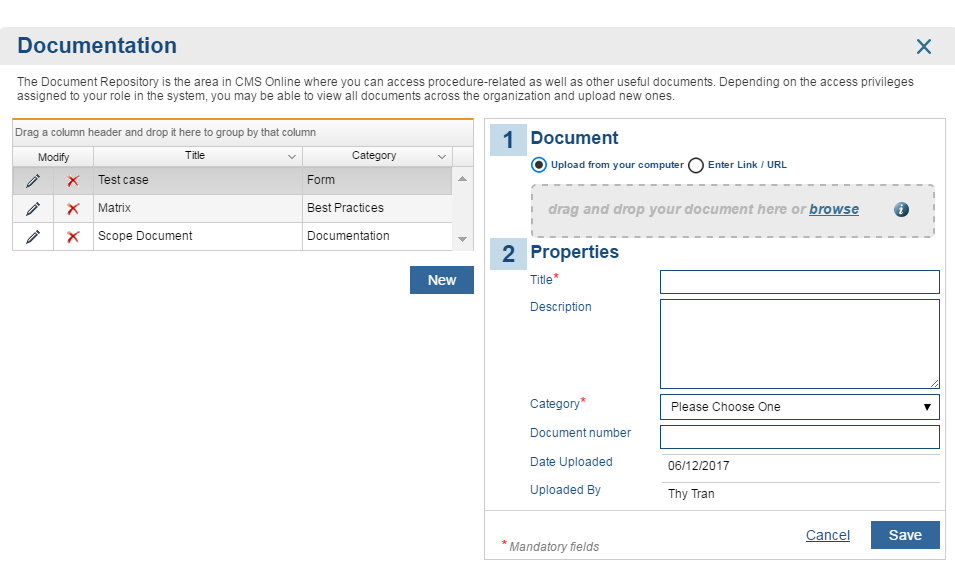 Documentation
The Document Repository is the area in CMS Online where you can access procedure-related as well as other useful documents. Depending on the access privileges
assigned to your role in the system, you may be able to view all documents across the organization and upload new ones.
Drag a column header and drop it here to group by that column
Modify Title Category
Test case Form
Matrix Best Practices
Scope Document Documentation
New
1 Document
Upload from your computer Enter Link / URL
drag and drop your document here or browse i
2 Properties
Title*
Description
Category* Please Choose One
Document number
Date Uploaded 06/12/2017
Uploaded By Thy Tran
Cancel Save
* Mandatory fields